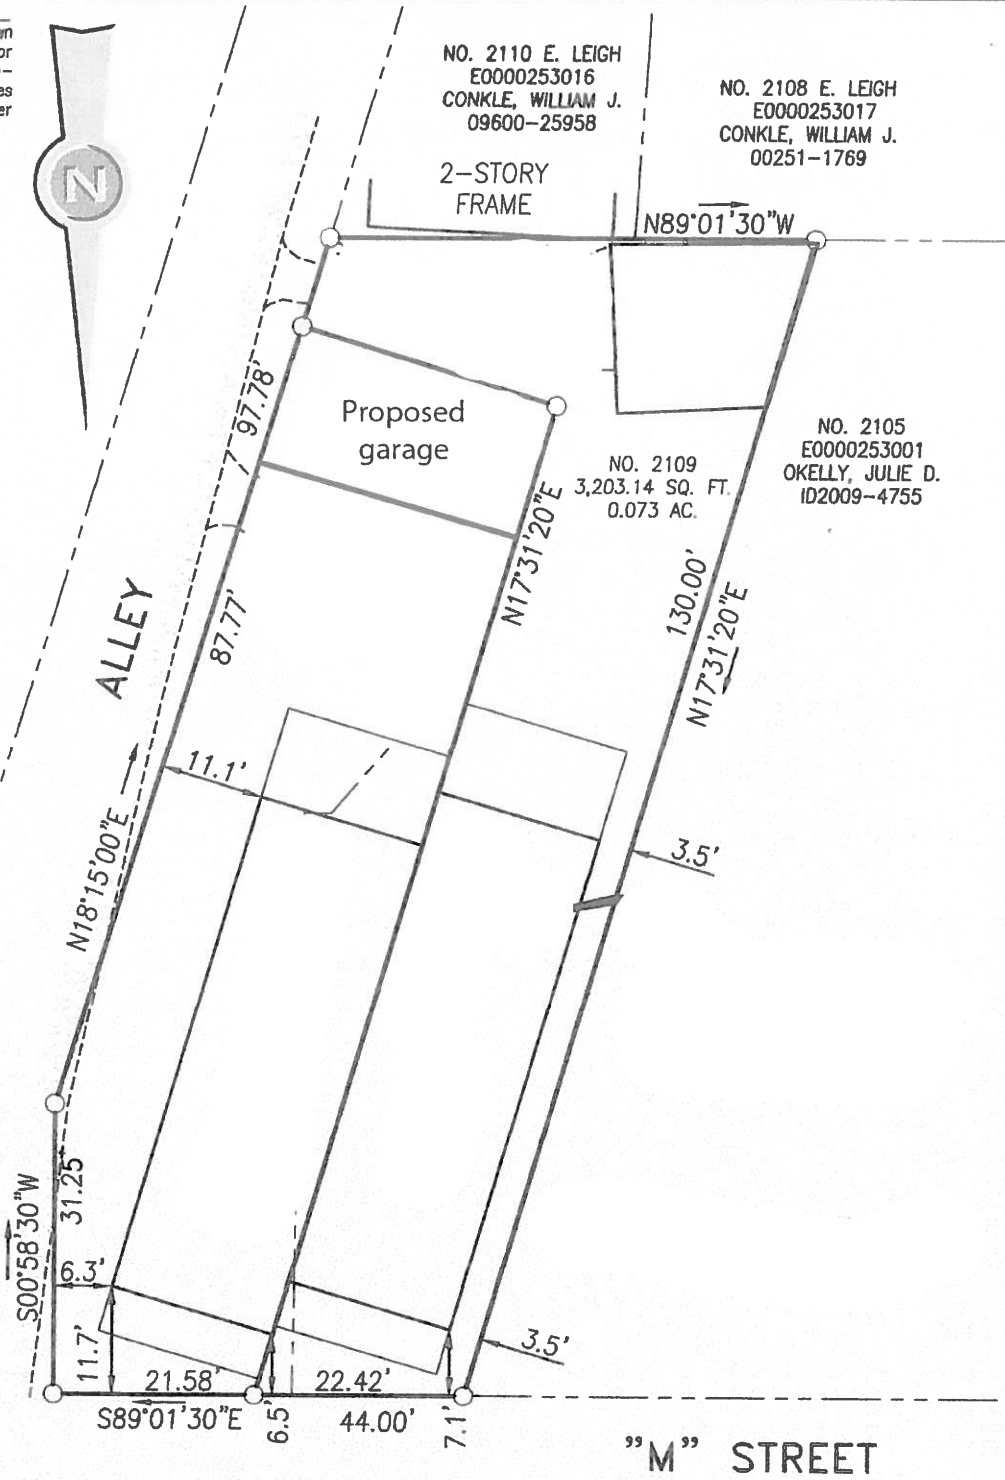 or
es
er
N
NO. 2110 E. LEIGH
E0000253016
CONKLE, WILLIAM J.
09600-25958
2-STORY
FRAME
NO. 2108 E. LEIGH
E0000253017
CONKLE, WILLIAM J.
00251-1769
N89°01'30"W
97.78'
Proposed
garage
NO. 2109
3,203.14 SQ. FT.
0.073 AC.
NO. 2105
E0000253001
OKELLY, JULIE D.
ID2009-4755
N17°31'20"E
130.00'
N17°31'20"E
87.77'
ALLEY
11.1'
N18°15'00"E
3.5'
31.25
S00°58'30"W
6.3'
11.7'
3.5'
21.58'
22.42'
S89°01'30"E
6.5'
44.00'
7.1'
"M" STREET